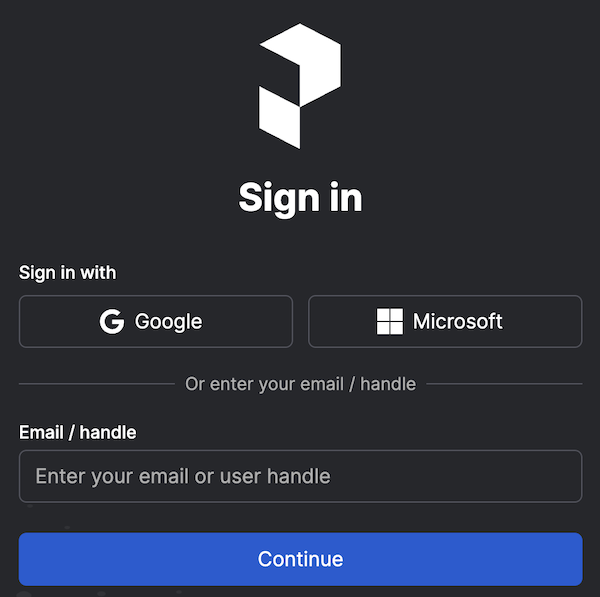 Sign in
Sign in with
Google
Microsoft
Or enter your email / handle
Email / handle
Enter your email or user handle
Continue